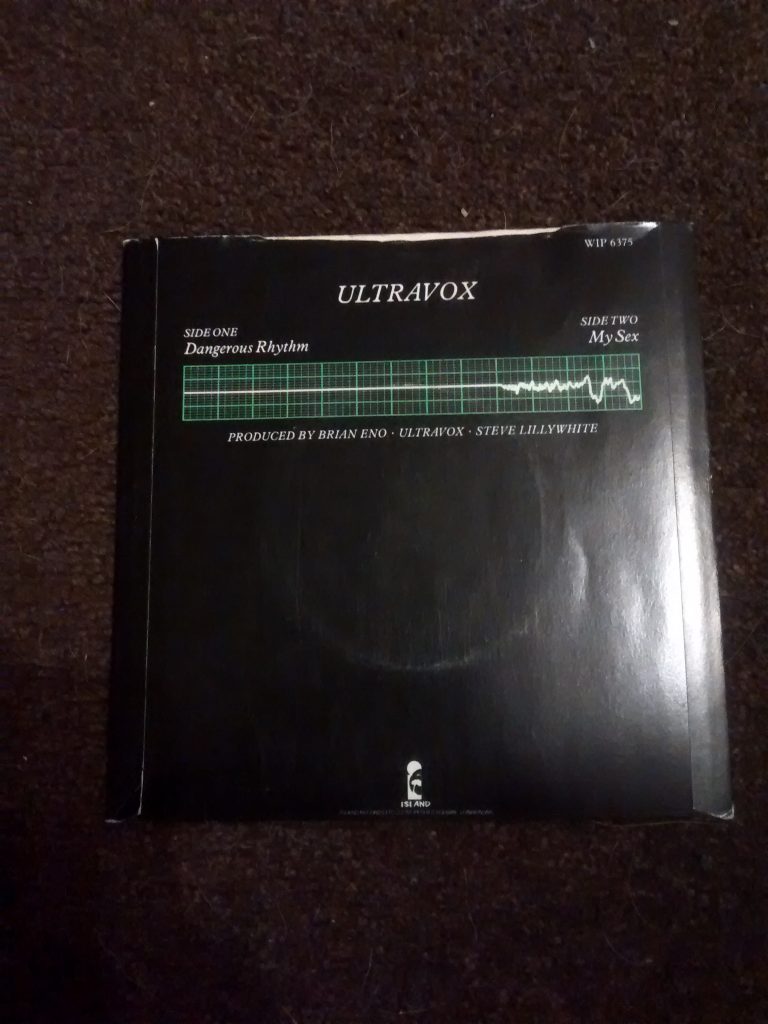 WIP 6375
ULTRAVOX
SIDE ONE
Dangerous Rhythm
SIDE TWO
My Sex
PRODUCED BY BRIAN ENO · ULTRAVOX · STEVE LILLYWHITE
ISLAND